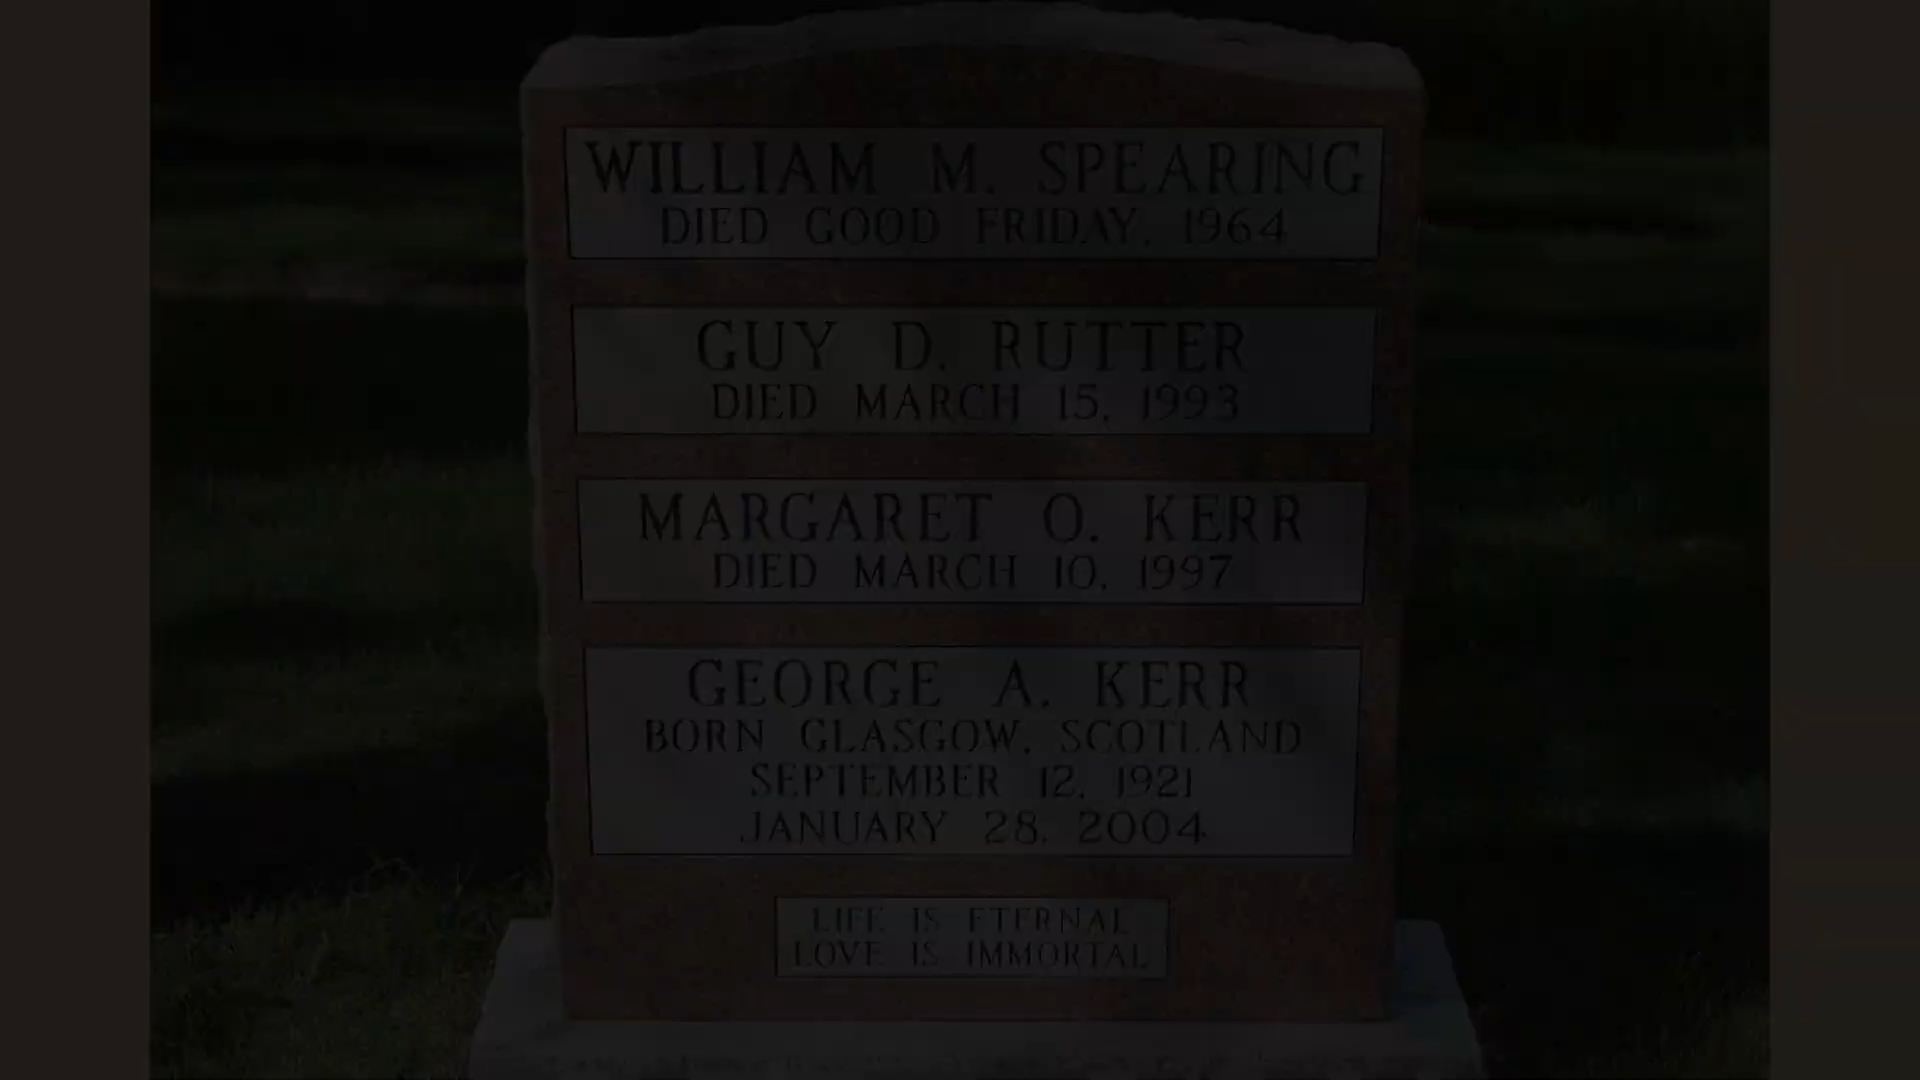 WILLIAM M. SPEARING
DIED GOOD FRIDAY, 1964
GUY D. RUTTER
DIED MARCH 15, 1993
MARGARET O. KERR
DIED MARCH 10, 1997
GEORGE A. KERR
BORN GLASGOW, SCOTLAND
SEPTEMBER 12, 1921
JANUARY 28, 2004
LIFE IS ETERNAL
LOVE IS IMMORTAL